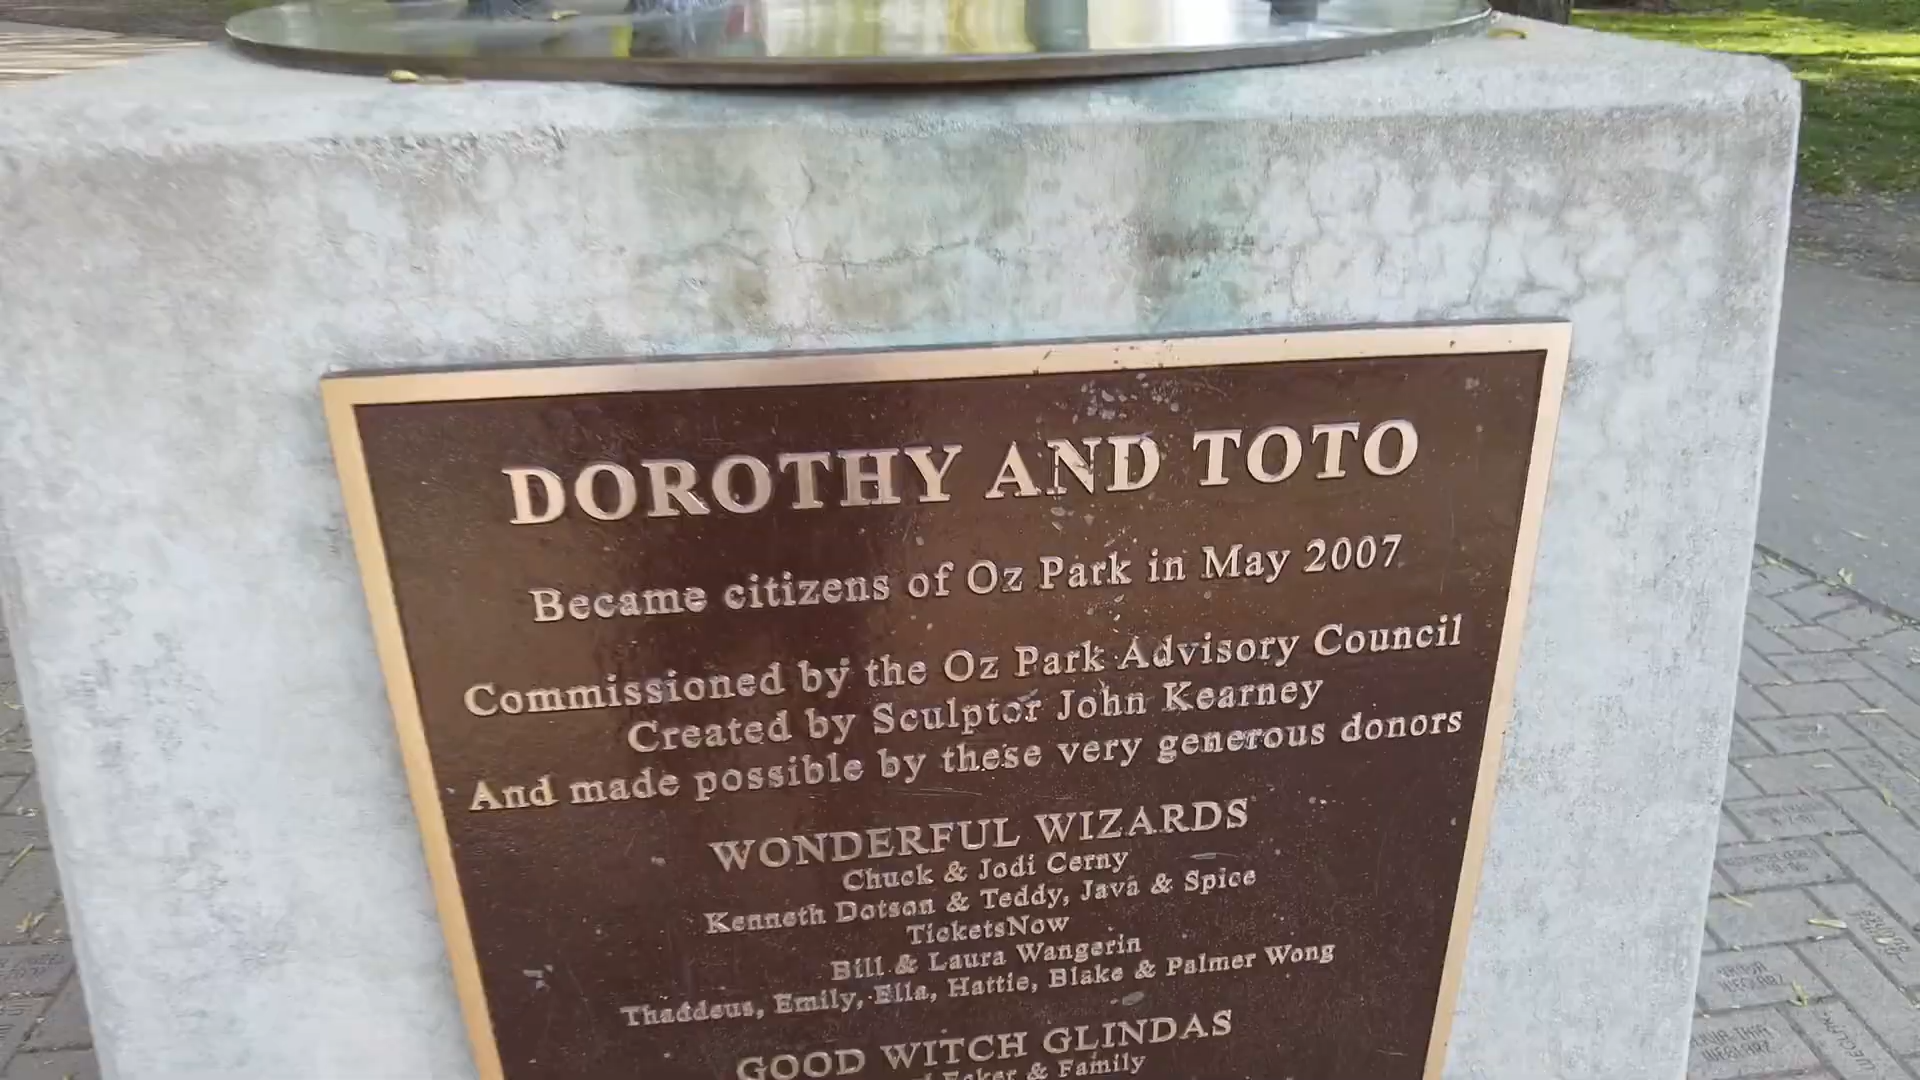 DOROTHY AND TOTO
Became citizens of Oz Park in May 2007
Commissioned by the Oz Park Advisory Council
Created by Sculptor John Kearney
And made possible by these very generous donors
WONDERFUL WIZARDS
Chuck & Jodi Cerny
Kenneth Dotson & Teddy, Java & Spice
TicketsNow
Bill & Laura Wangerin
Thaddeus, Emily, Ella, Hattie, Blake & Palmer Wong
GOOD WITCH GLINDAS
& Family